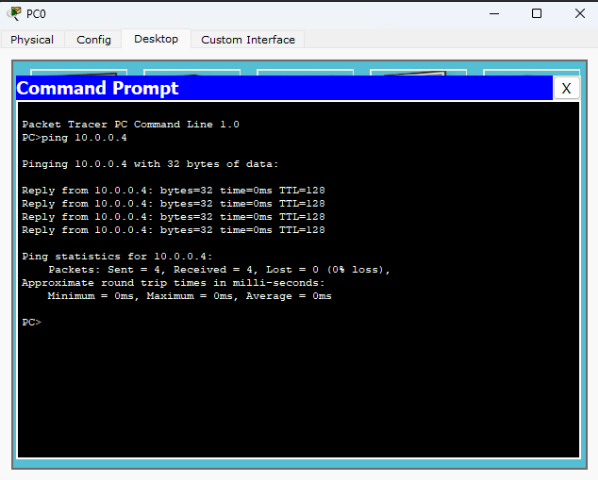 PC0
Physical Config Desktop Custom Interface
Command Prompt X
Packet Tracer PC Command Line 1.0
PC>ping 10.0.0.4
Pinging 10.0.0.4 with 32 bytes of data:
Reply from 10.0.0.4: bytes=32 time=0ms TTL=128
Reply from 10.0.0.4: bytes=32 time=0ms TTL=128
Reply from 10.0.0.4: bytes=32 time=0ms TTL=128
Reply from 10.0.0.4: bytes=32 time=0ms TTL=128
Ping statistics for 10.0.0.4:
    Packets: Sent = 4, Received = 4, Lost = 0 (0% loss),
Approximate round trip times in milli-seconds:
    Minimum = 0ms, Maximum = 0ms, Average = 0ms
PC>